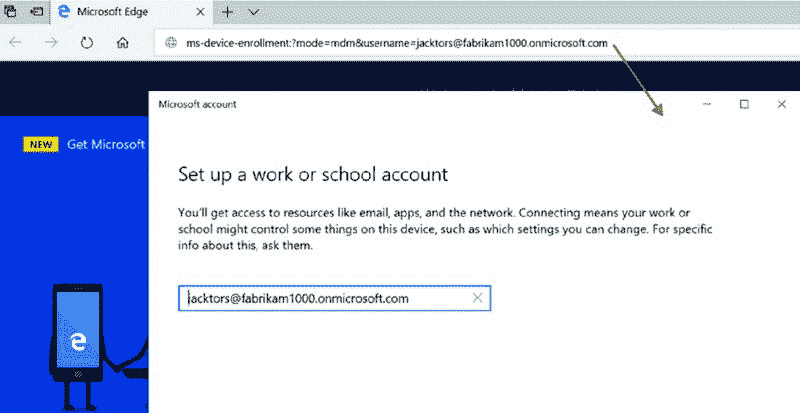 Microsoft Edge
ms-device-enrollment:?mode=mdm&username=jacktors@fabrikam1000.onmicrosoft.com
Microsoft account
NEW Get Microsoft
Set up a work or school account
You'll get access to resources like email, apps, and the network. Connecting means your work or
school might control some things on this device, such as which settings you can change. For specific
info about this, ask them.
jacktors@fabrikam1000.onmicrosoft.com